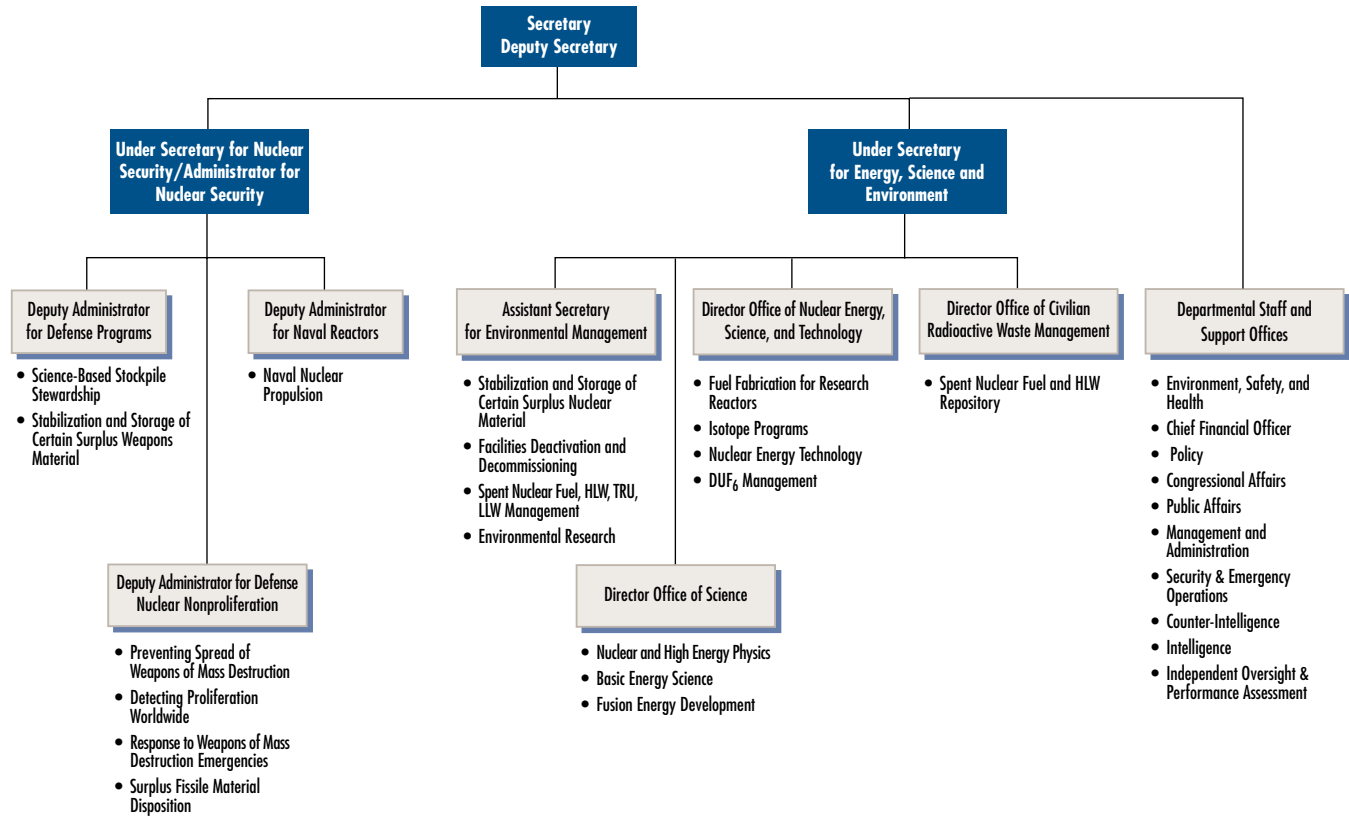 Secretary
Deputy Secretary
Under Secretary for Nuclear
Security/Administrator for
Nuclear Security
Under Secretary
for Energy, Science and
Environment
Deputy Administrator
for Defense Programs
• Science-Based Stockpile
Stewardship
• Stabilization and Storage of
Certain Surplus Weapons
Material
Deputy Administrator
for Naval Reactors
• Naval Nuclear
Propulsion
Deputy Administrator for Defense
Nuclear Nonproliferation
• Preventing Spread of
Weapons of Mass Destruction
• Detecting Proliferation
Worldwide
• Response to Weapons of Mass
Destruction Emergencies
• Surplus Fissile Material
Disposition
Assistant Secretary
for Environmental Management
• Stabilization and Storage of
Certain Surplus Nuclear
Material
• Facilities Deactivation and
Decommissioning
• Spent Nuclear Fuel, HLW, TRU,
LLW Management
• Environmental Research
Director Office of Science
• Nuclear and High Energy Physics
• Basic Energy Science
• Fusion Energy Development
Director Office of Nuclear Energy,
Science, and Technology
• Fuel Fabrication for Research
Reactors
• Isotope Programs
• Nuclear Energy Technology
• DUF₆ Management
Director Office of Civilian
Radioactive Waste Management
• Spent Nuclear Fuel and HLW
Repository
Departmental Staff and
Support Offices
• Environment, Safety, and
Health
• Chief Financial Officer
• Policy
• Congressional Affairs
• Public Affairs
• Management and
Administration
• Security & Emergency
Operations
• Counter-Intelligence
• Intelligence
• Independent Oversight &
Performance Assessment